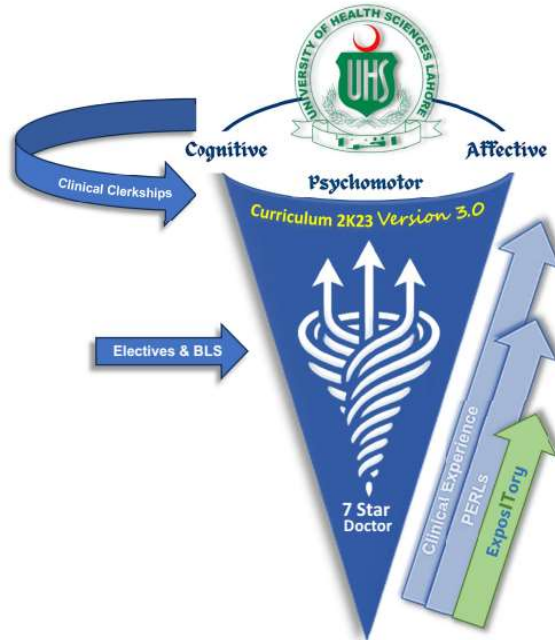 UNIVERSITY OF HEALTH SCIENCES LAHORE
UHS
اقرا
Cognitive
Affective
Psychomotor
Clinical Clerkships
Curriculum 2K23 Version 3.0
Electives & BLS
7 Star
Doctor
Clinical Experience
PERLs
ExposITory